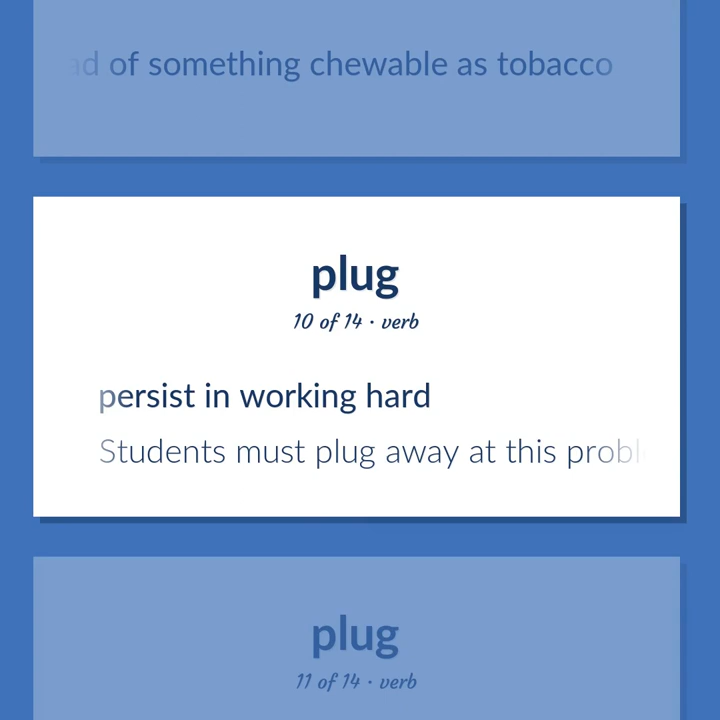 of something chewable as tobacco
plug
10 of 14 · verb
persist in working hard
Students must plug away at this
plug
11 of 14 · verb